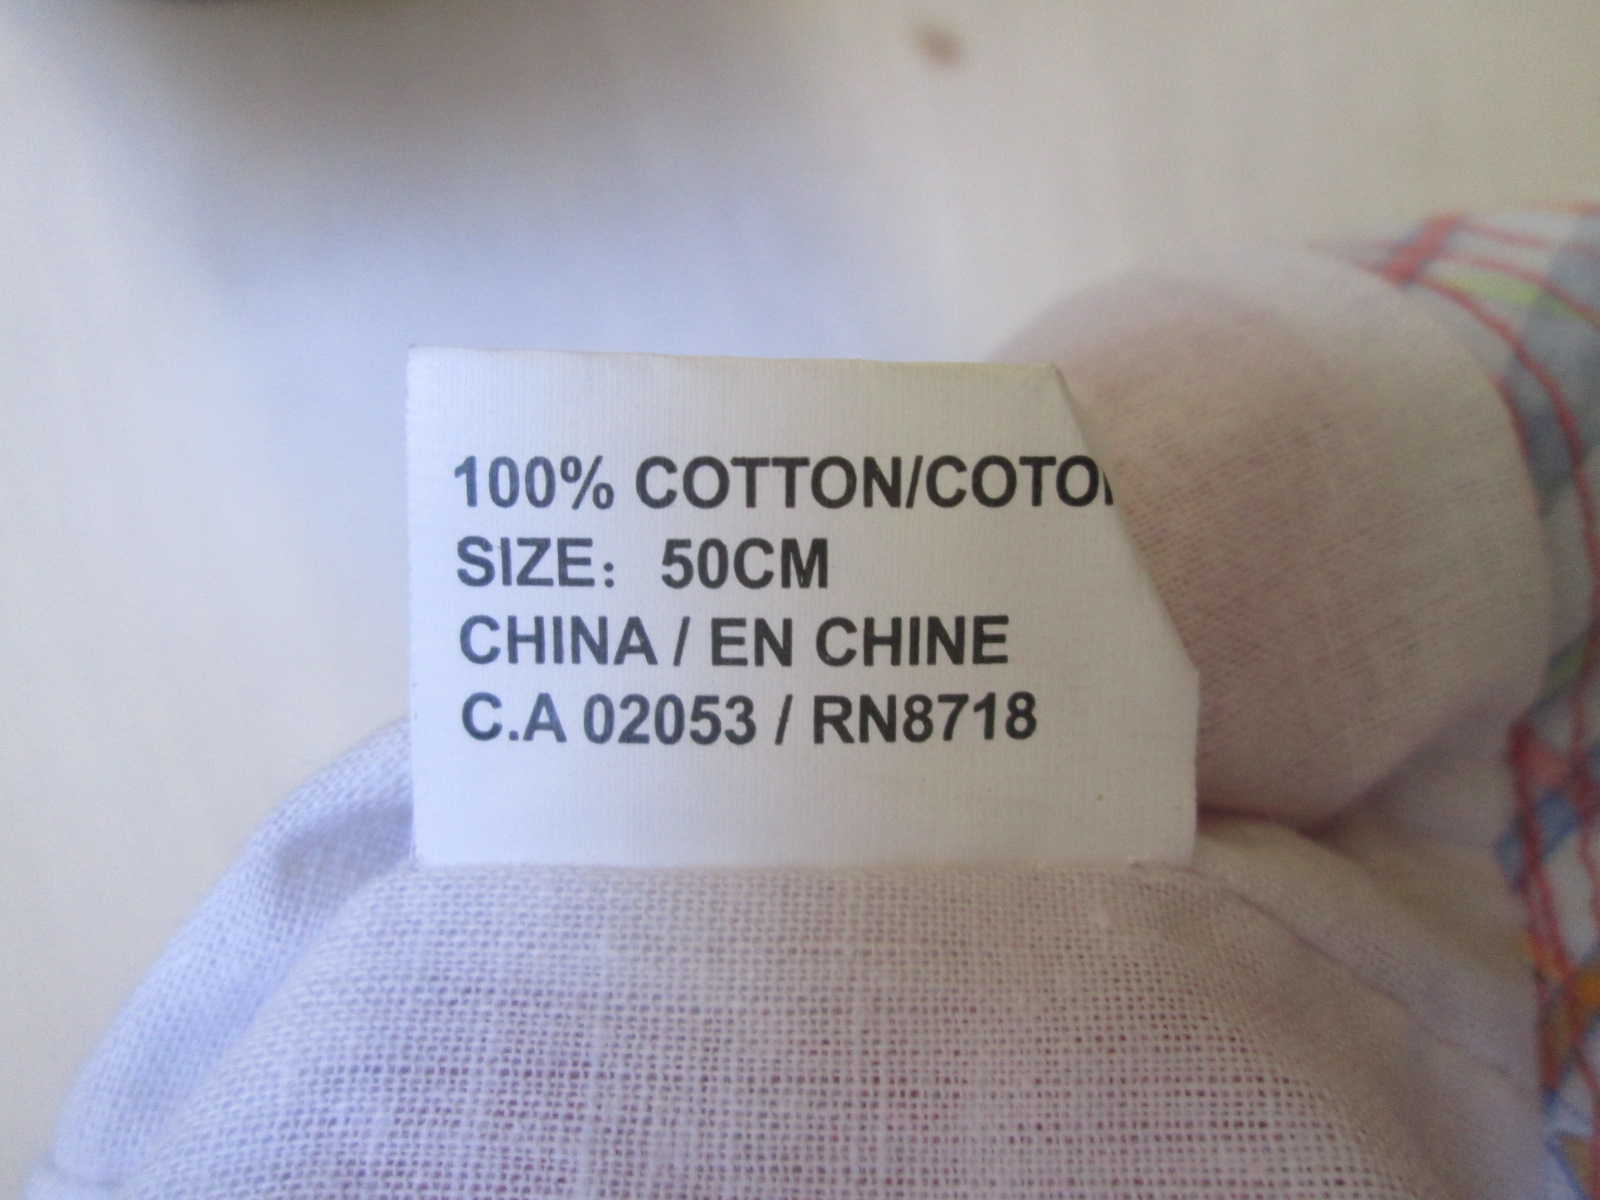 100% COTTON/COTO
SIZE: 50CM
CHINA / EN CHINE
C.A 02053 / RN8718